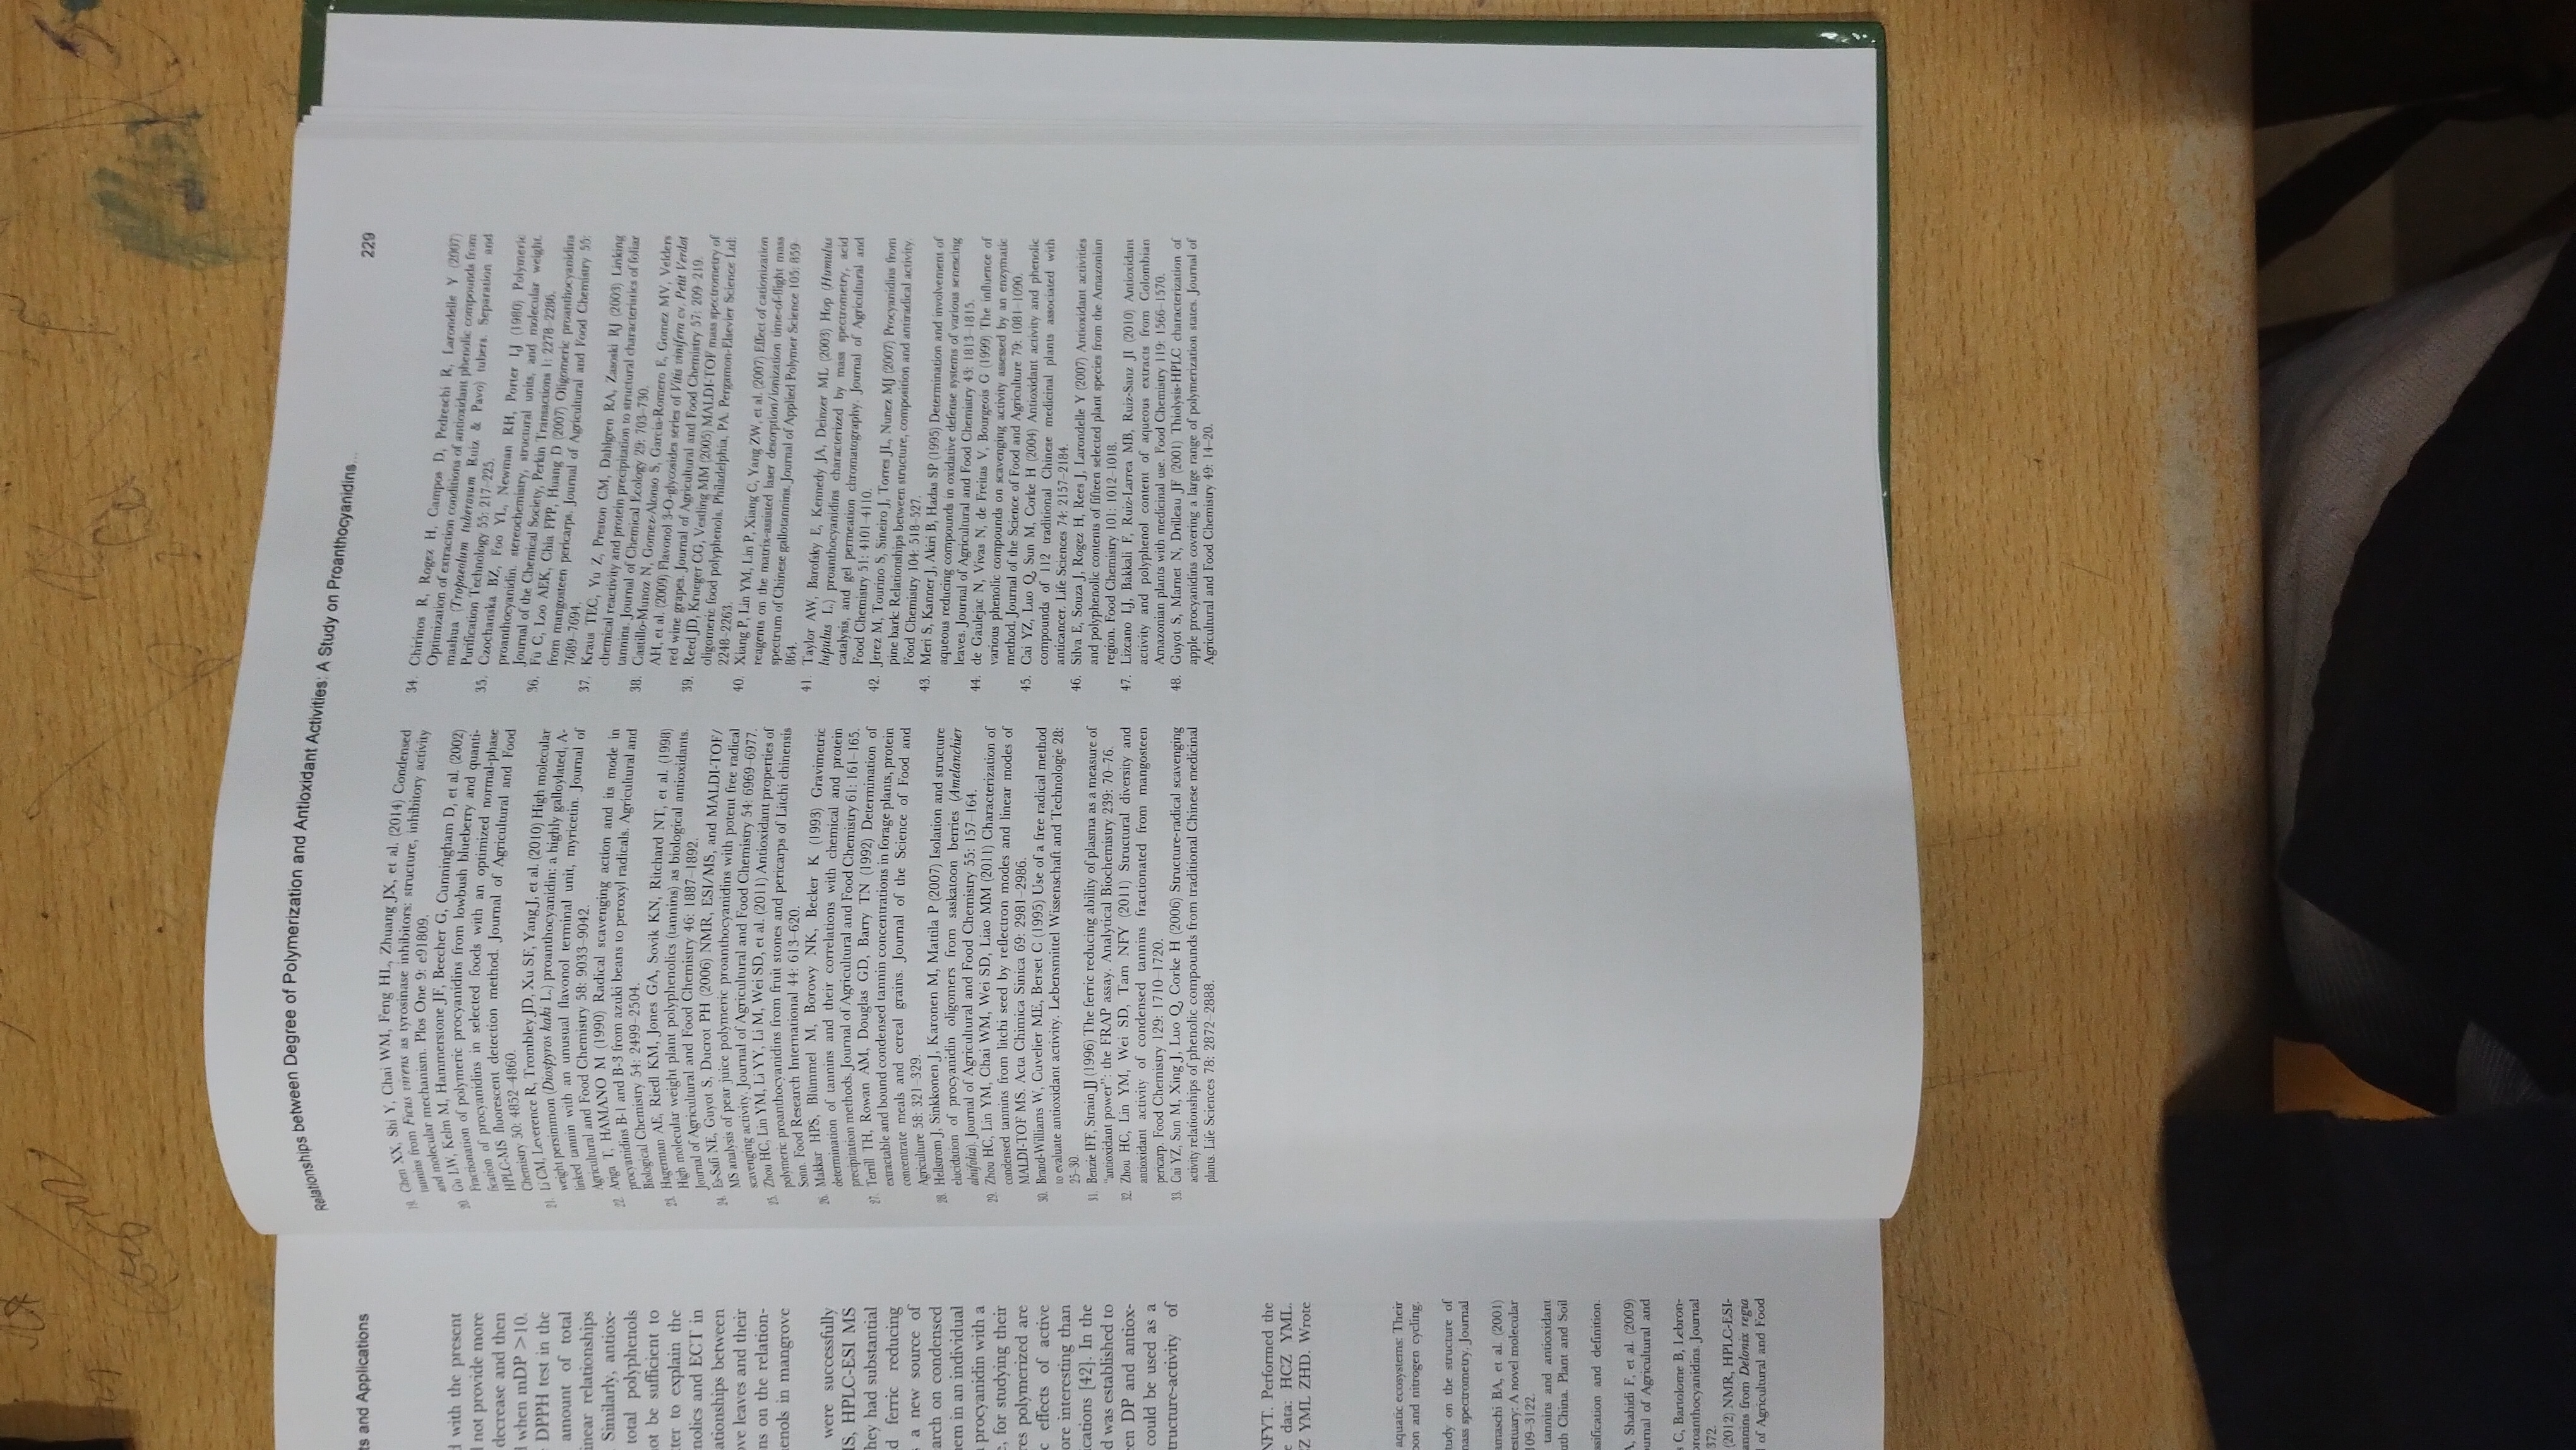 ts and Applications
d with the present
l not provide more
decrease and then
l when mDP >10.
DPPH test in the
amount of total
inear relationships
. Similarly, antiox-
total polyphenols
not be sufficient to
ter to explain the
nolics and ECT in
ationships between
ve leaves and their
ns on the relation-
enols in mangrove
were successfully
IS, HPLC-ESI MS
hey had substantial
d ferric reducing
s a new source of
arch on condensed
em in an individual
procyanidin with a
e, for studying their
res polymerized are
ore interesting than
c effects of active
ications [42]. In the
d was established to
en DP and antiox-
could be used as a
tructure-activity of
NFYT. Performed the
e data: HCZ. YML.
Z YML ZHD. Wrote
aquatic ecosystems: Their
on and nitrogen cycling.
tudy on the structure of
nass spectrometry. Journal
amaschi BA, et al. (2001)
estuary: A novel molecular
09–3122.
tannins and antioxidant
uth China. Plant and Soil
ssification and definition.
A, Shahidi F, et al. (2009)
urnal of Agricultural and
s C, Bartolome B, Lebron-
proanthocyanidins. Journal
372.
(2012) NMR, HPLC-ESI-
annins from Delonix regia
l of Agricultural and Food
Relationships between Degree of Polymerization and Antioxidant Activities: A Study on Proanthocyanidins...
229
19. Chen XX, Shi Y, Chai WM, Feng HL, Zhuang JX, et al. (2014) Condensed
tannins from Ficus virens as tyrosinase inhibitors: structure, inhibitory activity
and molecular mechanism. Plos One 9: e91809.
20. Gu LW, Kelm M, Hammerstone JF, Beecher G, Cunningham D, et al. (2002)
Fractionation of polymeric procyanidins from lowbush blueberry and quanti-
fication of procyanidins in selected foods with an optimized normal-phase
HPLC-MS fluorescent detection method. Journal of Agricultural and Food
Chemistry 50: 4852–4860.
21. Li CM, Leverence R, Trombley JD, Xu SF, Yang J, et al. (2010) High molecular
weight persimmon (Diospyros kaki L.) proanthocyanidin: a highly galloylated, A-
linked tannin with an unusual flavonol terminal unit, myricetin. Journal of
Agricultural and Food Chemistry 58: 9033–9042.
22. Ariga T, HAMANO M (1990) Radical scavenging action and its mode in
procyanidins B-1 and B-3 from azuki beans to peroxyl radicals. Agricultural and
Biological Chemistry 54: 2499–2504.
23. Hagerman AE, Riedl KM, Jones GA, Sovik KN, Ritchard NT, et al. (1998)
High molecular weight plant polyphenolics (tannins) as biological antioxidants.
Journal of Agricultural and Food Chemistry 46: 1887–1892.
24. Es-Safi NE, Guyot S, Ducrot PH (2006) NMR, ESI/MS, and MALDI-TOF/
MS analysis of pear juice polymeric proanthocyanidins with potent free radical
scavenging activity. Journal of Agricultural and Food Chemistry 54: 6969–6977.
25. Zhou HC, Lin YM, Li YY, Li M, Wei SD, et al. (2011) Antioxidant properties of
polymeric proanthocyanidins from fruit stones and pericarps of Litchi chinensis
Sonn. Food Research International 44: 613–620.
26. Makkar HPS, Blümmel M, Borowy NK, Becker K (1993) Gravimetric
determination of tannins and their correlations with chemical and protein
precipitation methods. Journal of Agricultural and Food Chemistry 61: 161–165.
27. Terrill TH, Rowan AM, Douglas GD, Barry TN (1992) Determination of
extractable and bound condensed tannin concentrations in forage plants, protein
concentrate meals and cereal grains. Journal of the Science of Food and
Agriculture 58: 321–329.
28. Hellstrom J, Sinkkonen J, Karonen M, Mattila P (2007) Isolation and structure
elucidation of procyanidin oligomers from saskatoon berries (Amelanchier
alnifolia). Journal of Agricultural and Food Chemistry 55: 157–164.
29. Zhou HC, Lin YM, Chai WM, Wei SD, Liao MM (2011) Characterization of
condensed tannins from litchi seed by reflectron modes and linear modes of
MALDI-TOF MS. Acta Chimica Sinica 69: 2981–2986.
30. Brand-Williams W, Cuvelier ME, Berset C (1995) Use of a free radical method
to evaluate antioxidant activity. Lebensmittel Wissenschaft and Technologie 28:
25-30.
31. Benzie IFF, Strain JJ (1996) The ferric reducing ability of plasma as a measure of
"antioxidant power": the FRAP assay. Analytical Biochemistry 239: 70–76.
32. Zhou HC, Lin YM, Wei SD, Tam NFY (2011) Structural diversity and
antioxidant activity of condensed tannins fractionated from mangosteen
pericarp. Food Chemistry 129: 1710–1720.
33. Cai YZ, Sun M, Xing J, Luo Q, Corke H (2006) Structure-radical scavenging
activity relationships of phenolic compounds from traditional Chinese medicinal
plants. Life Sciences 78: 2872–2888.
34. Chirinos R, Rogez H, Campos D, Pedreschi R, Larondelle Y (2007)
Optimization of extraction conditions of antioxidant phenolic compounds from
mashua (Tropaeolum tuberosum Ruiz & Pavo) tubers. Separation and
Purification Technology 55: 217–225.
35. Czochanska BZ, Foo YL, Newman RH, Porter LJ (1980) Polymeric
proanthocyanidin. stereochemistry, structural units, and molecular weight.
Journal of the Chemical Society, Perkin Transactions 1: 2278–2286.
36. Fu C, Loo AEK, Chia FPP, Huang D (2007) Oligomeric proanthocyanidins
from mangosteen pericarps. Journal of Agricultural and Food Chemistry 55:
7689–7694.
37. Kraus TEC, Yu Z, Preston CM, Dahlgren RA, Zasoski RJ (2003) Linking
chemical reactivity and protein precipitation to structural characteristics of foliar
tannins. Journal of Chemical Ecology 29: 703–730.
38. Castillo-Munoz N, Gomez-Alonso S, Garcia-Romero E, Gomez MV, Velders
AH, et al. (2009) Flavonol 3-O-glycosides series of Vitis vinifera cv. Petit Verdot
red wine grapes. Journal of Agricultural and Food Chemistry 57: 209–219.
39. Reed JD, Krueger CG, Vestling MM (2005) MALDI-TOF mass spectrometry of
oligomeric food polyphenols. Philadelphia, PA. Pergamon-Elsevier Science Ltd:
2248–2263.
40. Xiang P, Lin YM, Lin P, Xiang C, Yang ZW, et al. (2007) Effect of cationization
reagents on the matrix-assisted laser desorption/ionization time-of-flight mass
spectrum of Chinese gallotannins. Journal of Applied Polymer Science 105: 859–
864.
41. Taylor AW, Barofsky E, Kennedy JA, Deinzer ML (2003) Hop (Humulus
lupulus L.) proanthocyanidins characterized by mass spectrometry, acid
catalysis, and gel permeation chromatography. Journal of Agricultural and
Food Chemistry 51: 4101–4110.
42. Jerez M, Tourino S, Sineiro J, Torres JL, Nunez MJ (2007) Procyanidins from
pine bark: Relationships between structure, composition and antiradical activity.
Food Chemistry 104: 518–527.
43. Meri S, Kanner J, Akiri B, Hadas SP (1995) Determination and involvement of
aqueous reducing compounds in oxidative defense systems of various senescing
leaves. Journal of Agricultural and Food Chemistry 43: 1813–1815.
44. de Gaulejac N, Vivas N, de Freitas V, Bourgeois G (1999) The influence of
various phenolic compounds on scavenging activity assessed by an enzymatic
method. Journal of the Science of Food and Agriculture 79: 1081–1090.
45. Cai YZ, Luo Q, Sun M, Corke H (2004) Antioxidant activity and phenolic
compounds of 112 traditional Chinese medicinal plants associated with
anticancer. Life Sciences 74: 2157–2184.
46. Silva E, Souza J, Rogez H, Rees J, Larondelle Y (2007) Antioxidant activities
and polyphenolic contents of fifteen selected plant species from the Amazonian
region. Food Chemistry 101: 1012–1018.
47. Lizcano LJ, Bakkali F, Ruiz-Larrea MB, Ruiz-Sanz JI (2010) Antioxidant
activity and polyphenol content of aqueous extracts from Colombian
Amazonian plants with medicinal use. Food Chemistry 119: 1566–1570.
48. Guyot S, Marnet N, Drilleau JF (2001) Thiolysis-HPLC characterization of
apple procyanidins covering a large range of polymerization states. Journal of
Agricultural and Food Chemistry 49: 14–20.